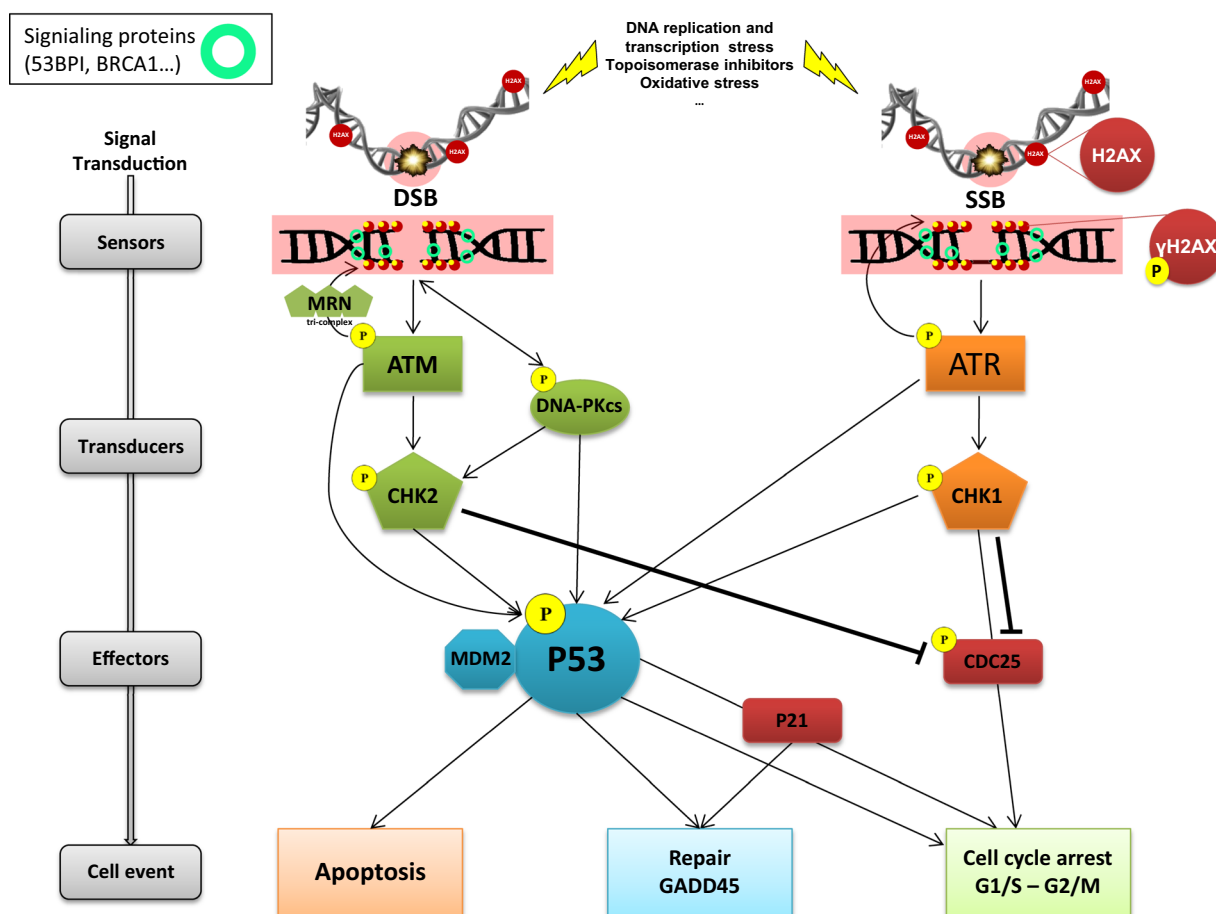 Signialing proteins
(53BPI, BRCA1...)
DNA replication and
transcription stress
Topoisomerase inhibitors
Oxidative stress
...
Signal
Transduction
H2AX
H2AX
H2AX
H2AX
H2AX
H2AX
H2AX
DSB
SSB
Sensors
γH2AX
P
MRN
tri-complex
P
ATM
P
DNA-PKcs
P
ATR
Transducers
P
CHK2
P
CHK1
Effectors
P
MDM2
P53
P
CDC25
P21
Cell event
Apoptosis
Repair
GADD45
Cell cycle arrest
G1/S – G2/M